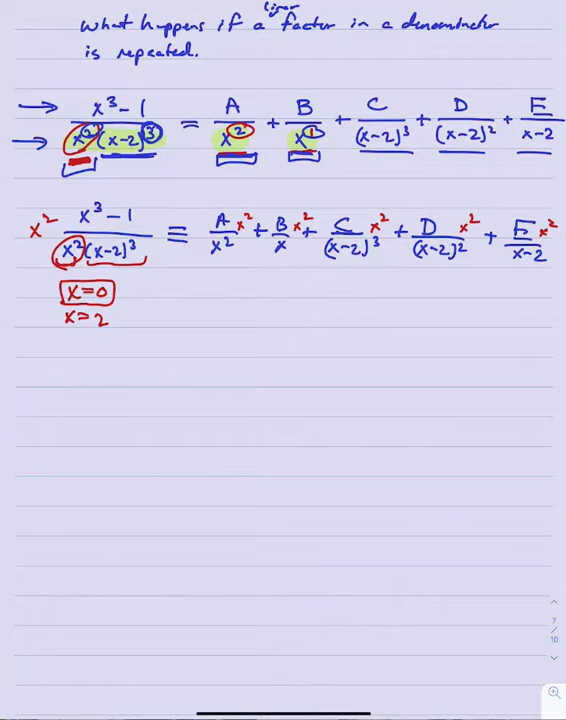 what happens if a linear factor in a denominator
is repeated.
→ x³ - 1
→ x²(x-2)³ = A/x² + B/x¹ + C/(x-2)³ + D/(x-2)² + E/x-2
x² x³ - 1 / x²(x-2)³ ≡ A/x² x² + B/x x² + C/(x-2)³ x² + D/(x-2)² x² + E/x-2 x²
x=0
x=2
7
/
10